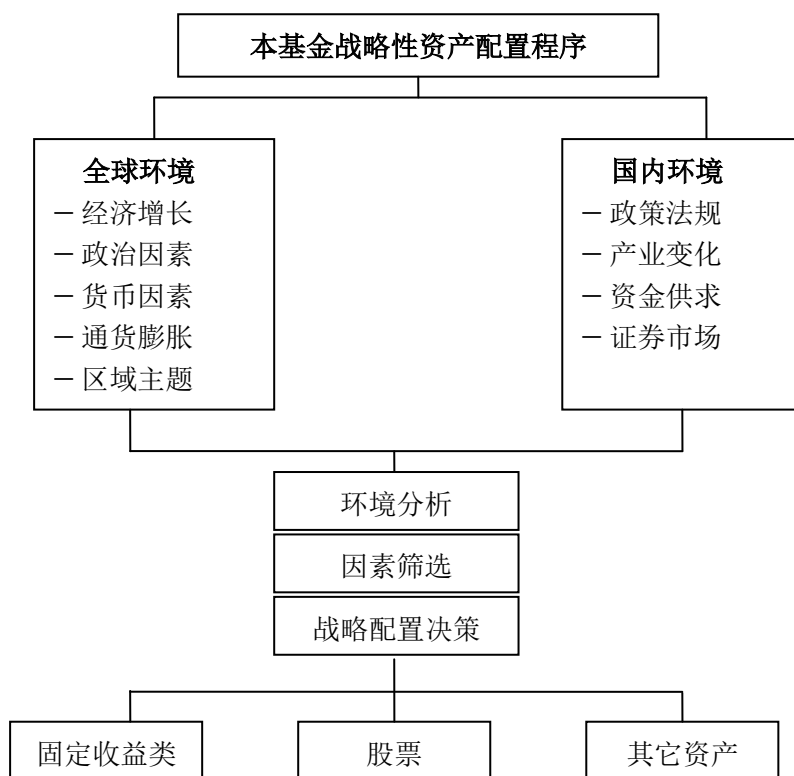 本基金战略性资产配置程序
全球环境
－经济增长
－政治因素
－货币因素
－通货膨胀
－区域主题
国内环境
－政策法规
－产业变化
－资金供求
－证券市场
环境分析
因素筛选
战略配置决策
固定收益类
股票
其它资产